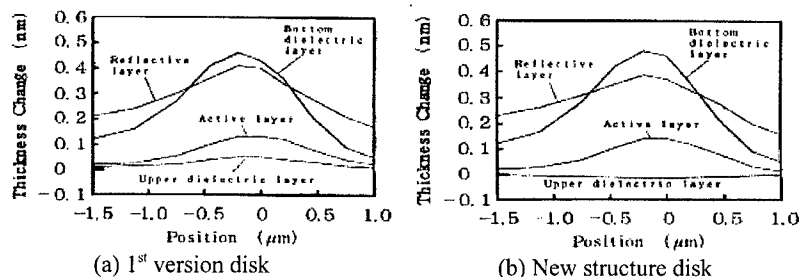 Thickness Change (nm)
0.6
0.5
0.4
0.3
0.2
0.1
0
-0.1
Reflective
layer
Bottom
dielectric
layer
Active layer
Upper dielectric layer
-1.5 -1.0 -0.5 0 0.5 1.0
Position (μm)
(a) 1st version disk
Thickness Change (nm)
0.6
0.5
0.4
0.3
0.2
0.1
0
-0.1
Reflective
layer
Bottom
dielectric
layer
Active layer
Upper dielectric layer
-1.5 -1.0 -0.5 0 0.5 1.0
Position (μm)
(b) New structure disk